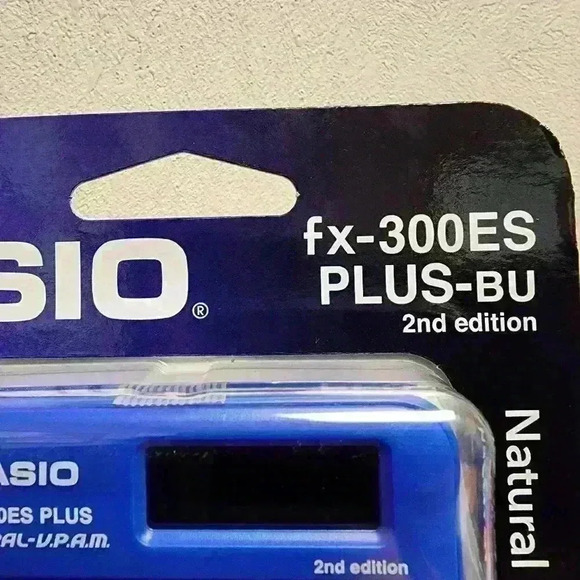 SIO®
fx-300ES
PLUS-BU
2nd edition
Natural
ASIO
0ES PLUS
RAL-V.P.A.M.
2nd edition